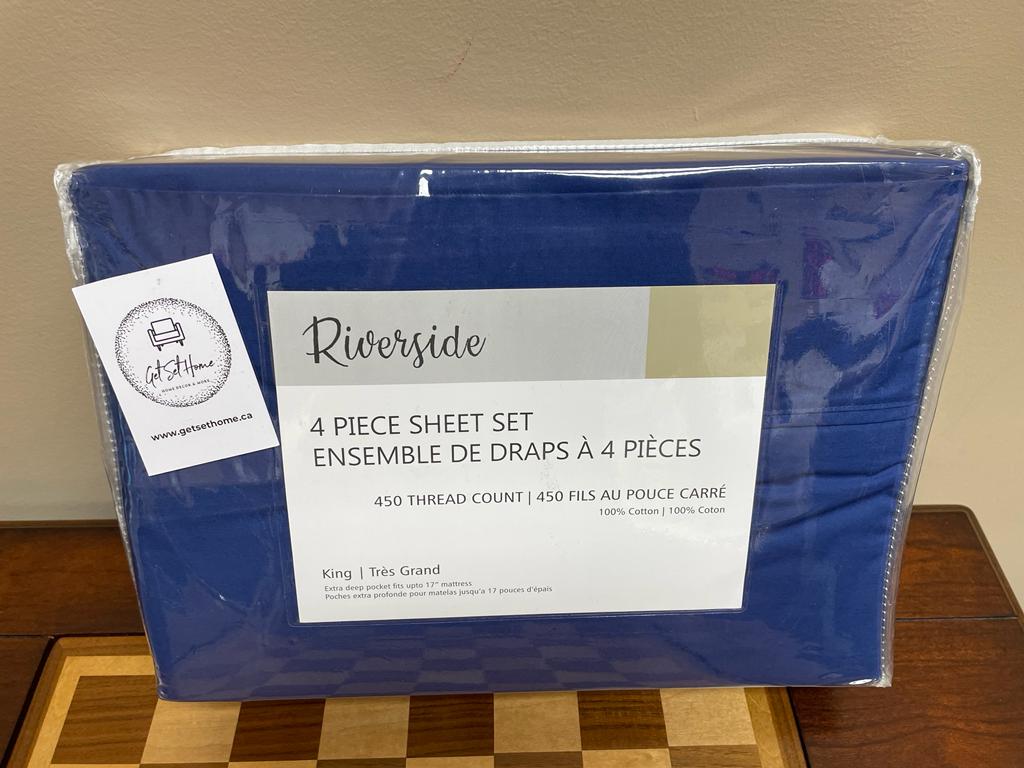 Riverside
4 PIECE SHEET SET
ENSEMBLE DE DRAPS À 4 PIÈCES
450 THREAD COUNT | 450 FILS AU POUCE CARRÉ
100% Cotton | 100% Coton
King | Très Grand
Extra deep pocket fits upto 17" mattress
Poches extra profonde pour matelas jusqu'a 17 pouces d'épais
Get Set Home
HOME DECOR & MORE
www.getsethome.ca